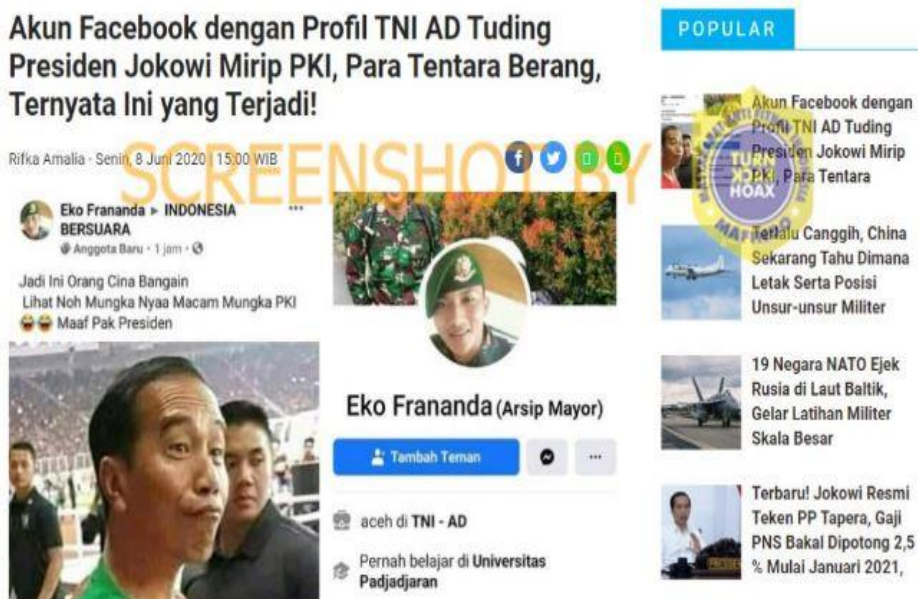 Akun Facebook dengan Profil TNI AD Tuding
Presiden Jokowi Mirip PKI, Para Tentara Berang,
Ternyata Ini yang Terjadi!
Rifka Amalia - Senin, 8 Juni 2020 | 15:00 WIB
SCREENSHOT BY
Eko Frananda ▸ INDONESIA
BERSUARA
Anggota Baru · 1 jam ·
Jadi Ini Orang Cina Bangain
Lihat Noh Mungka Nyaa Macam Mungka PKI
😂😂 Maaf Pak Presiden
Eko Frananda (Arsip Mayor)
Tambah Teman
aceh di TNI - AD
Pernah belajar di Universitas
Padjadjaran
POPULAR
Akun Facebook dengan
Profil TNI AD Tuding
Presiden Jokowi Mirip
PKI, Para Tentara
TURN
BACK
HOAX
MAFINDO
Terlalu Canggih, China
Sekarang Tahu Dimana
Letak Serta Posisi
Unsur-unsur Militer
19 Negara NATO Ejek
Rusia di Laut Baltik,
Gelar Latihan Militer
Skala Besar
Terbaru! Jokowi Resmi
Teken PP Tapera, Gaji
PNS Bakal Dipotong 2,5
% Mulai Januari 2021,